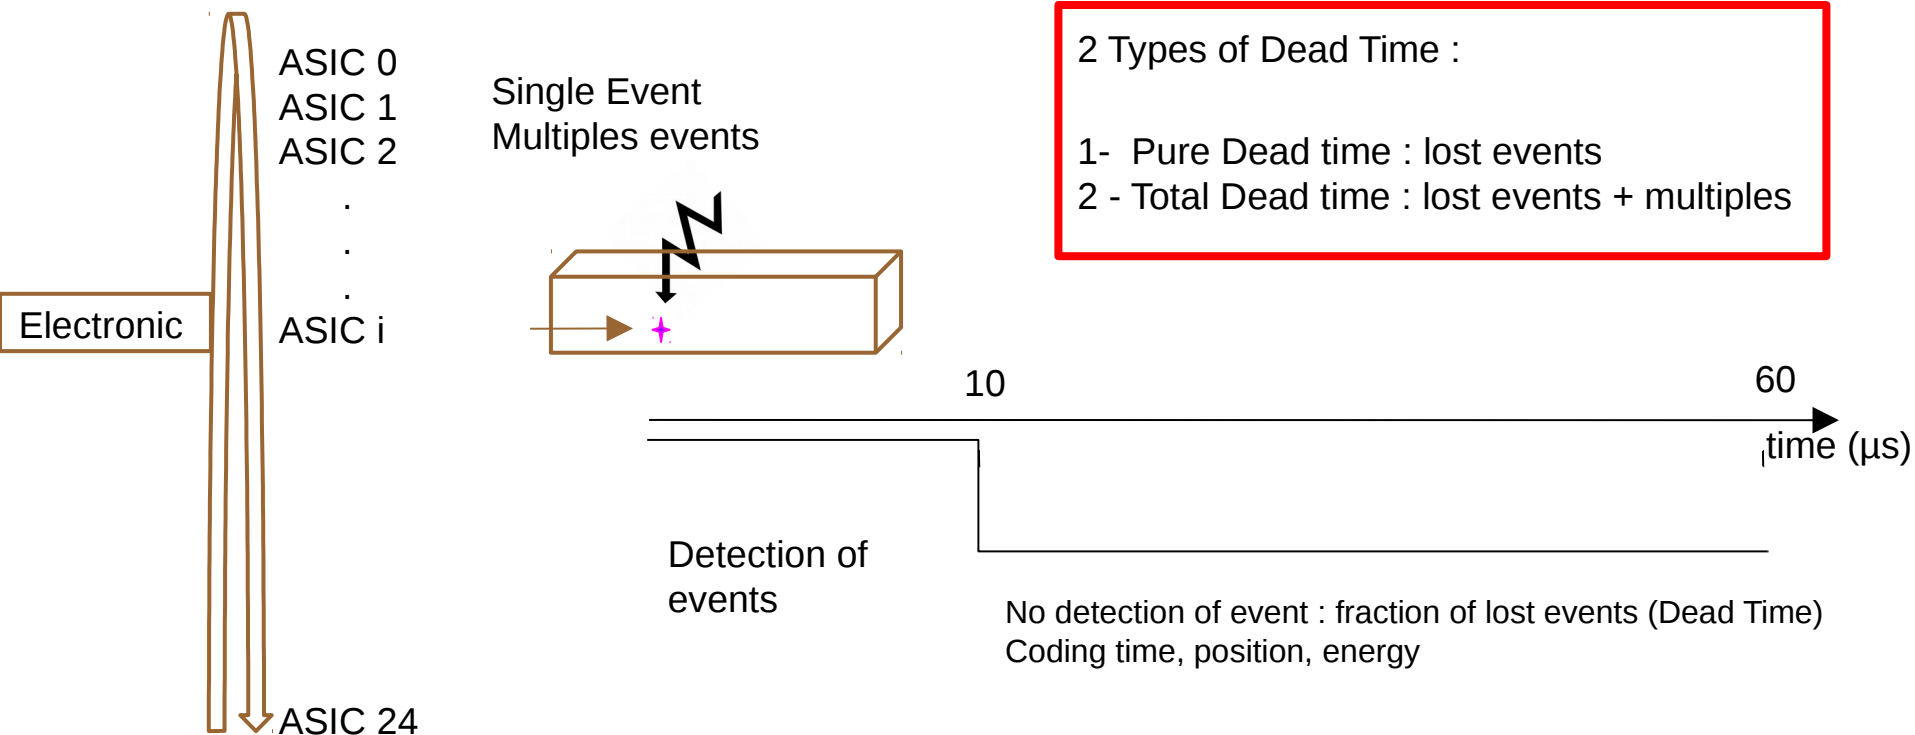 ASIC 0
ASIC 1
ASIC 2
.
.
.
ASIC i
ASIC 24
Electronic
Single Event
Multiples events
2 Types of Dead Time :
1-  Pure Dead time : lost events
2 - Total Dead time : lost events + multiples
10
60
time (µs)
Detection of
events
No detection of event : fraction of lost events (Dead Time)
Coding time, position, energy